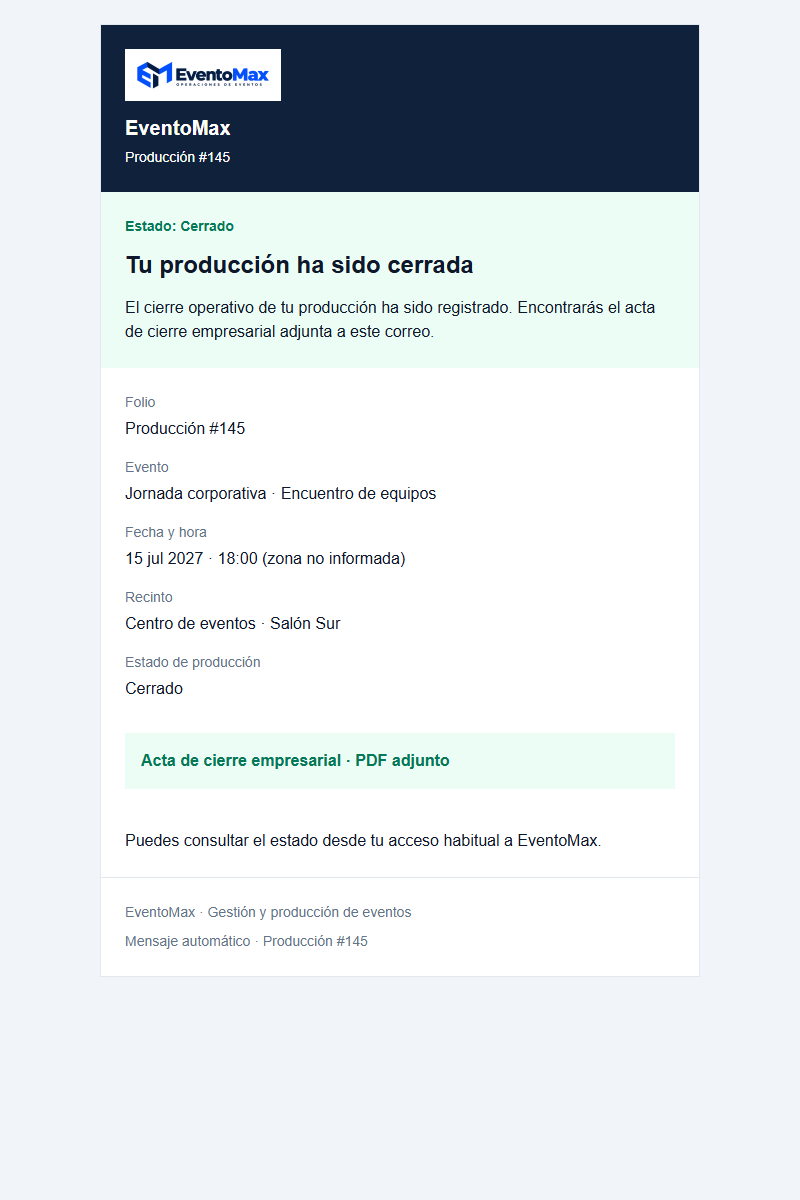 EventoMax
OPERACIONES DE EVENTOS
EventoMax
Producción #145
Estado: Cerrado
Tu producción ha sido cerrada
El cierre operativo de tu producción ha sido registrado. Encontrarás el acta
de cierre empresarial adjunta a este correo.
Folio
Producción #145
Evento
Jornada corporativa · Encuentro de equipos
Fecha y hora
15 jul 2027 · 18:00 (zona no informada)
Recinto
Centro de eventos · Salón Sur
Estado de producción
Cerrado
Acta de cierre empresarial · PDF adjunto
Puedes consultar el estado desde tu acceso habitual a EventoMax.
EventoMax · Gestión y producción de eventos
Mensaje automático · Producción #145